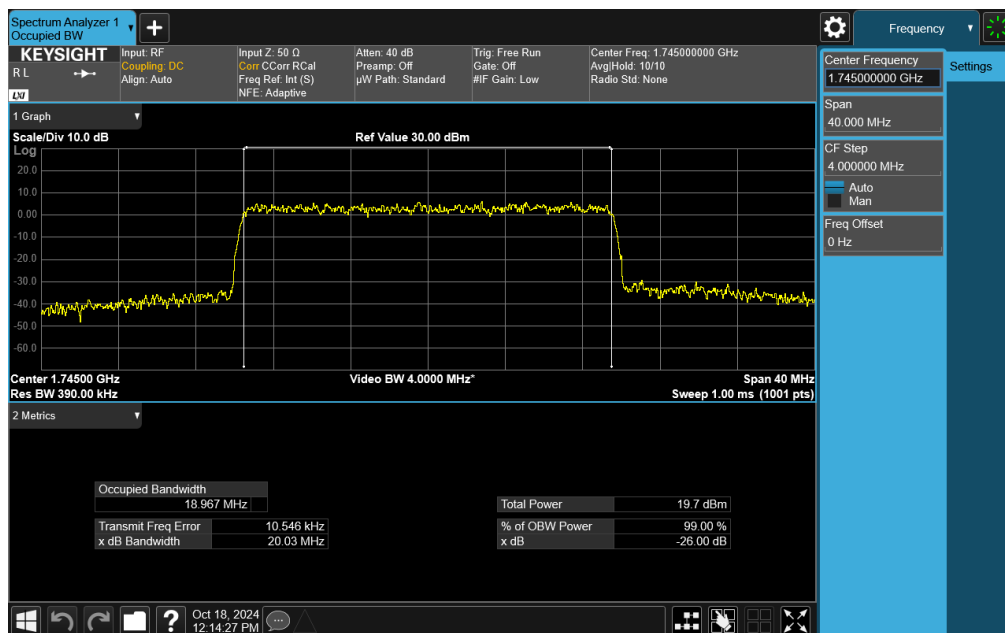 Spectrum Analyzer 1
Occupied BW
+
Frequency
KEYSIGHT
R L
LXI
Input: RF
Coupling: DC
Align: Auto
Input Z: 50 Ω
Corr CCorr RCal
Freq Ref: Int (S)
NFE: Adaptive
Atten: 40 dB
Preamp: Off
µW Path: Standard
Trig: Free Run
Gate: Off
#IF Gain: Low
Center Freq: 1.745000000 GHz
Avg|Hold: 10/10
Radio Std: None
Center Frequency
1.745000000 GHz
Settings
Span
40.000 MHz
CF Step
4.000000 MHz
Auto
Man
Freq Offset
0 Hz
1 Graph
Scale/Div 10.0 dB
Ref Value 30.00 dBm
Log
20.0
10.0
0.00
-10.0
-20.0
-30.0
-40.0
-50.0
-60.0
Center 1.74500 GHz
Video BW 4.0000 MHz*
Span 40 MHz
Res BW 390.00 kHz
Sweep 1.00 ms (1001 pts)
2 Metrics
Occupied Bandwidth
18.967 MHz
Total Power 19.7 dBm
Transmit Freq Error 10.546 kHz
% of OBW Power 99.00 %
x dB Bandwidth 20.03 MHz
x dB -26.00 dB
?
Oct 18, 2024
12:14:27 PM